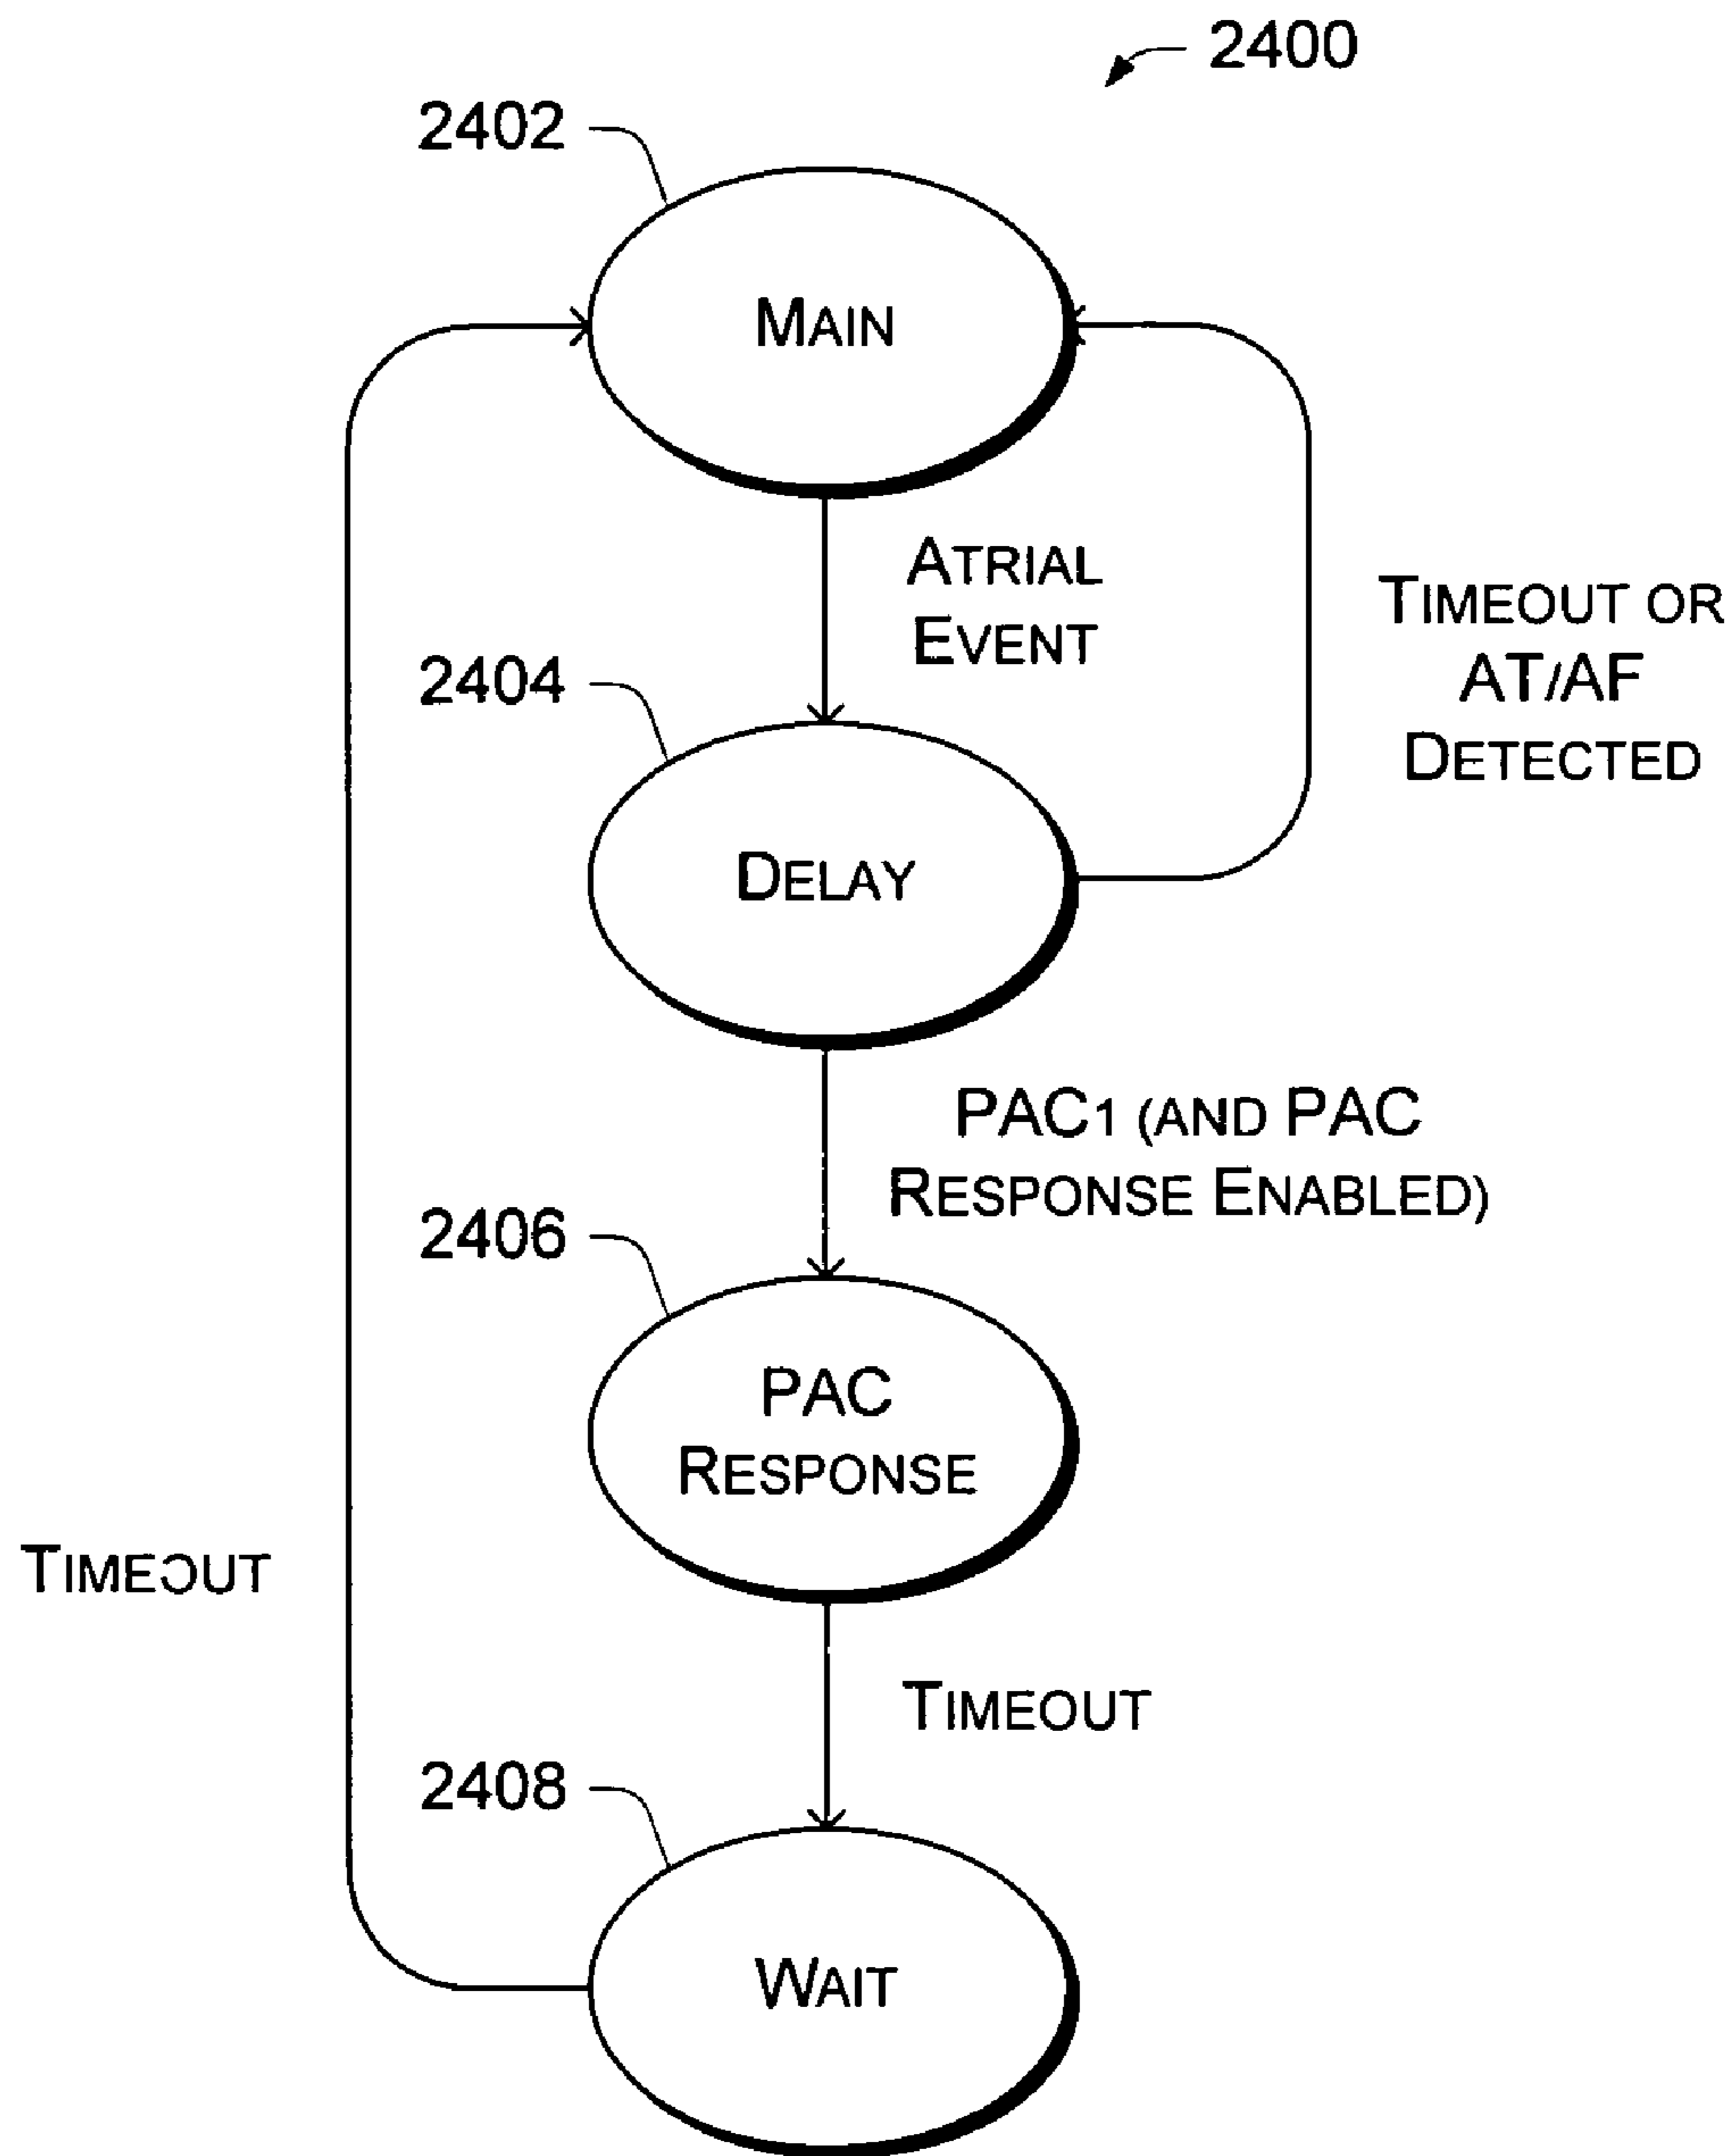 2400
2402
MAIN
ATRIAL
EVENT
TIMEOUT OR
AT/AF
DETECTED
2404
DELAY
PAC1 (AND PAC
RESPONSE ENABLED)
2406
PAC
RESPONSE
TIMEOUT
TIMEOUT
2408
WAIT